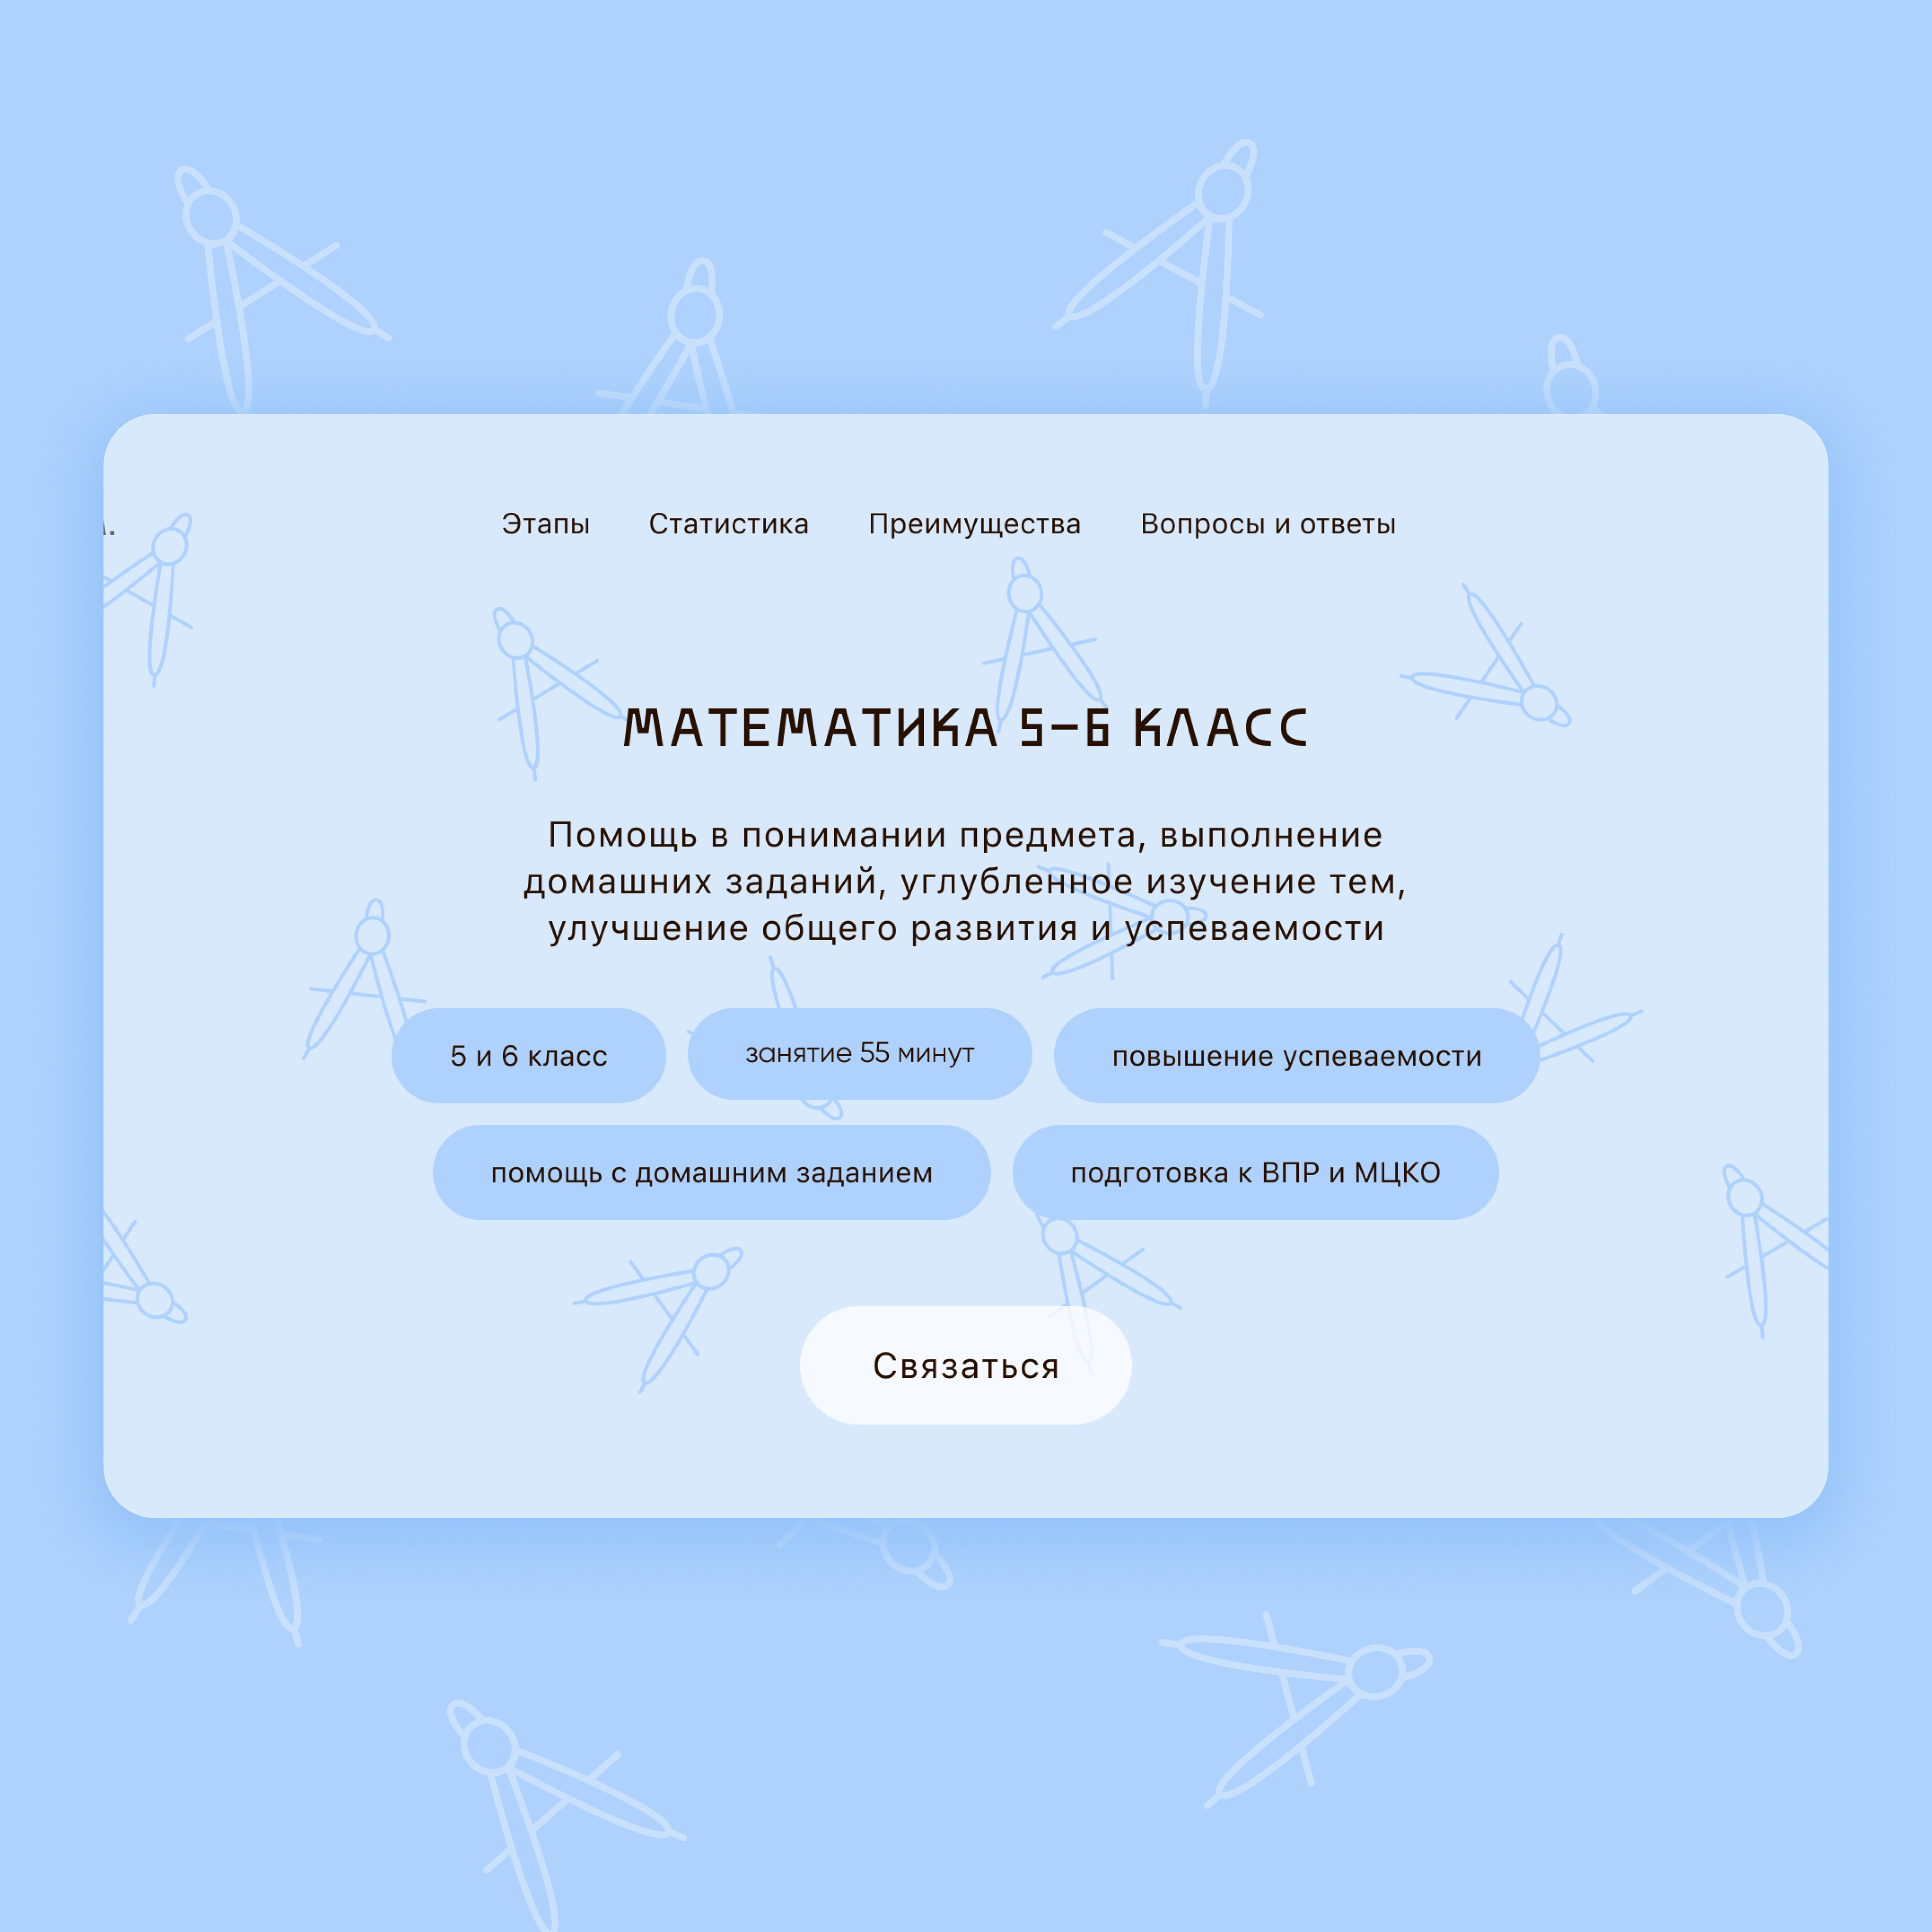 Этапы Статистика Преимущества Вопросы и ответы
МАТЕМАТИКА 5–6 КЛАСС
Помощь в понимании предмета, выполнение
домашних заданий, углубленное изучение тем,
улучшение общего развития и успеваемости
5 и 6 класс занятие 55 минут повышение успеваемости
помощь с домашним заданием подготовка к ВПР и МЦКО
Связаться